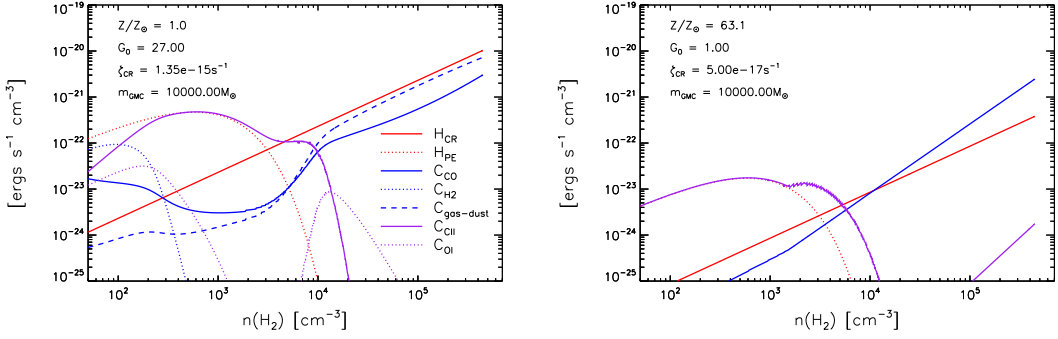 Z/Z⊙ = 1.0
G₀ = 27.00
ζCR = 1.35e−15s⁻¹
mGMC = 10000.00M⊙
[ergs s⁻¹ cm⁻³]
10⁻¹⁹
10⁻²⁰
10⁻²¹
10⁻²²
10⁻²³
10⁻²⁴
10⁻²⁵
HCR
HPE
CCO
CH2
Cgas−dust
CCII
COI
10² 10³ 10⁴ 10⁵
n(H₂) [cm⁻³]
Z/Z⊙ = 63.1
G₀ = 1.00
ζCR = 5.00e−17s⁻¹
mGMC = 10000.00M⊙
[ergs s⁻¹ cm⁻³]
10⁻¹⁹
10⁻²⁰
10⁻²¹
10⁻²²
10⁻²³
10⁻²⁴
10⁻²⁵
10² 10³ 10⁴ 10⁵
n(H₂) [cm⁻³]